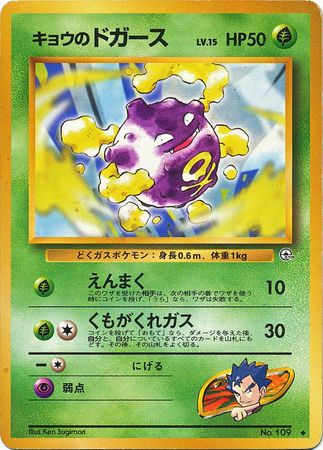 キョウのドガース LV.15 HP50
どくガスポケモン：身長0.6m、体重1kg
えんまく 10
このワザを受けた相手は、次の相手の番でワザを使う
時にコインを投げ、「うら」なら、ワザは失敗する。
くもがくれガス 30
コインを投げて「おもて」なら、ダメージを与えた後、
自分と、自分についているすべてのカードを山札にも
どす。その後、その山札をよく切る。
にげる
弱点
Illus.Ken Sugimori
No.109